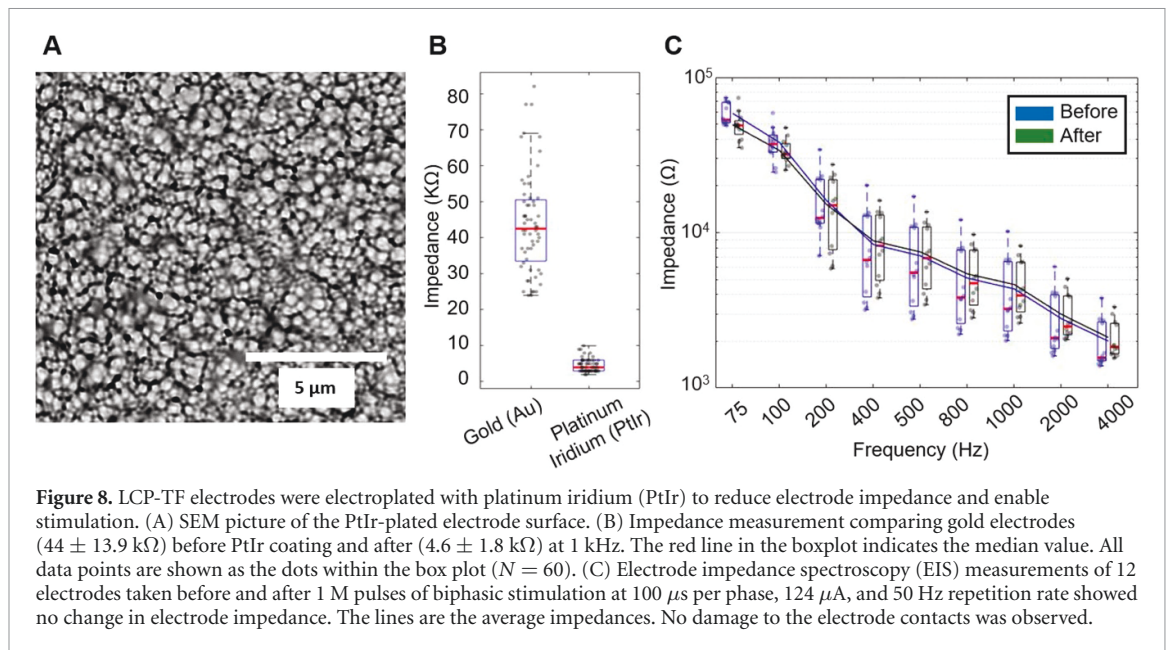 A
B
C
5 μm
Impedance (KΩ)
80
70
60
50
40
30
20
10
0
Gold (Au)
Platinum
Iridium (PtIr)
Impedance (Ω)
10⁵
10⁴
10³
Before
After
75
100
200
400
500
800
1000
2000
4000
Frequency (Hz)
Figure 8. LCP-TF electrodes were electroplated with platinum iridium (PtIr) to reduce electrode impedance and enable
stimulation. (A) SEM picture of the PtIr-plated electrode surface. (B) Impedance measurement comparing gold electrodes
(44 ± 13.9 kΩ) before PtIr coating and after (4.6 ± 1.8 kΩ) at 1 kHz. The red line in the boxplot indicates the median value. All
data points are shown as the dots within the box plot (N = 60). (C) Electrode impedance spectroscopy (EIS) measurements of 12
electrodes taken before and after 1 M pulses of biphasic stimulation at 100 μs per phase, 124 μA, and 50 Hz repetition rate showed
no change in electrode impedance. The lines are the average impedances. No damage to the electrode contacts was observed.